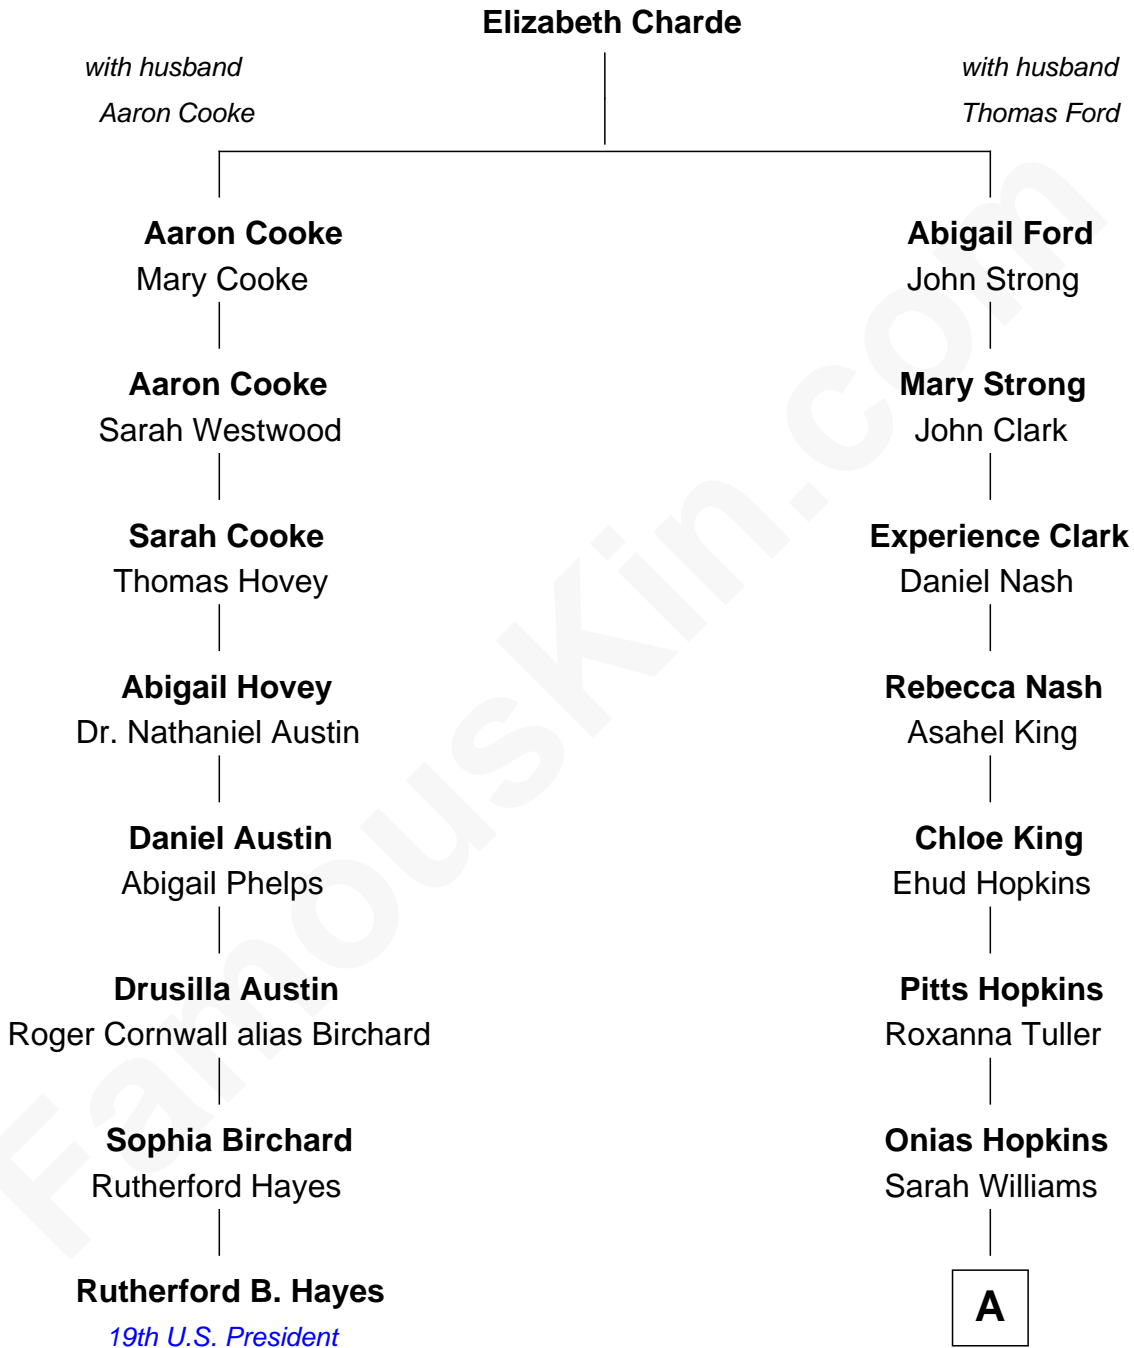 Elizabeth Charde
with husband
Aaron Cooke
with husband
Thomas Ford
Aaron Cooke
Mary Cooke
Abigail Ford
John Strong
Aaron Cooke
Sarah Westwood
Mary Strong
John Clark
Sarah Cooke
Thomas Hovey
Experience Clark
Daniel Nash
Abigail Hovey
Dr. Nathaniel Austin
Rebecca Nash
Asahel King
Daniel Austin
Abigail Phelps
Chloe King
Ehud Hopkins
Drusilla Austin
Roger Cornwall alias Birchard
Pitts Hopkins
Roxanna Tuller
Sophia Birchard
Rutherford Hayes
Onias Hopkins
Sarah Williams
Rutherford B. Hayes
19th U.S. President
A
FamousKin.com